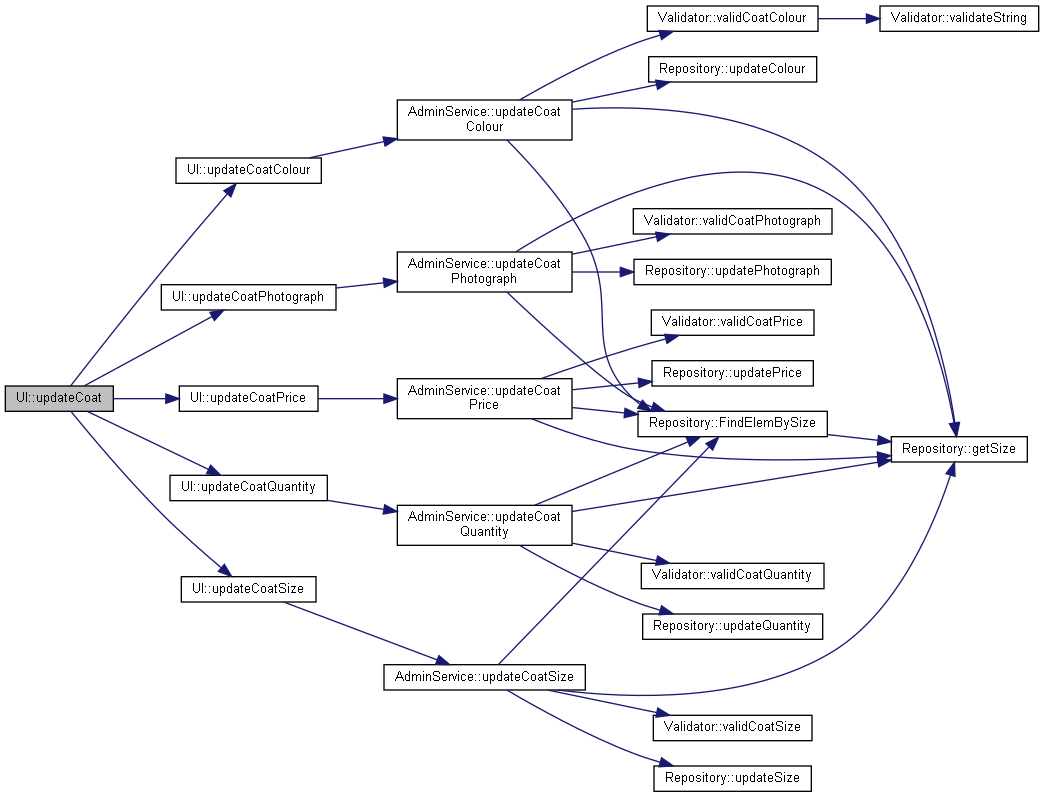 Validator::validCoatColour
Validator::validateString
Repository::updateColour
AdminService::updateCoat
Colour
UI::updateCoatColour
Validator::validCoatPhotograph
AdminService::updateCoat
Photograph
Repository::updatePhotograph
UI::updateCoatPhotograph
Validator::validCoatPrice
Repository::updatePrice
UI::updateCoat
UI::updateCoatPrice
AdminService::updateCoat
Price
Repository::FindElemBySize
Repository::getSize
UI::updateCoatQuantity
AdminService::updateCoat
Quantity
Validator::validCoatQuantity
UI::updateCoatSize
Repository::updateQuantity
AdminService::updateCoatSize
Validator::validCoatSize
Repository::updateSize